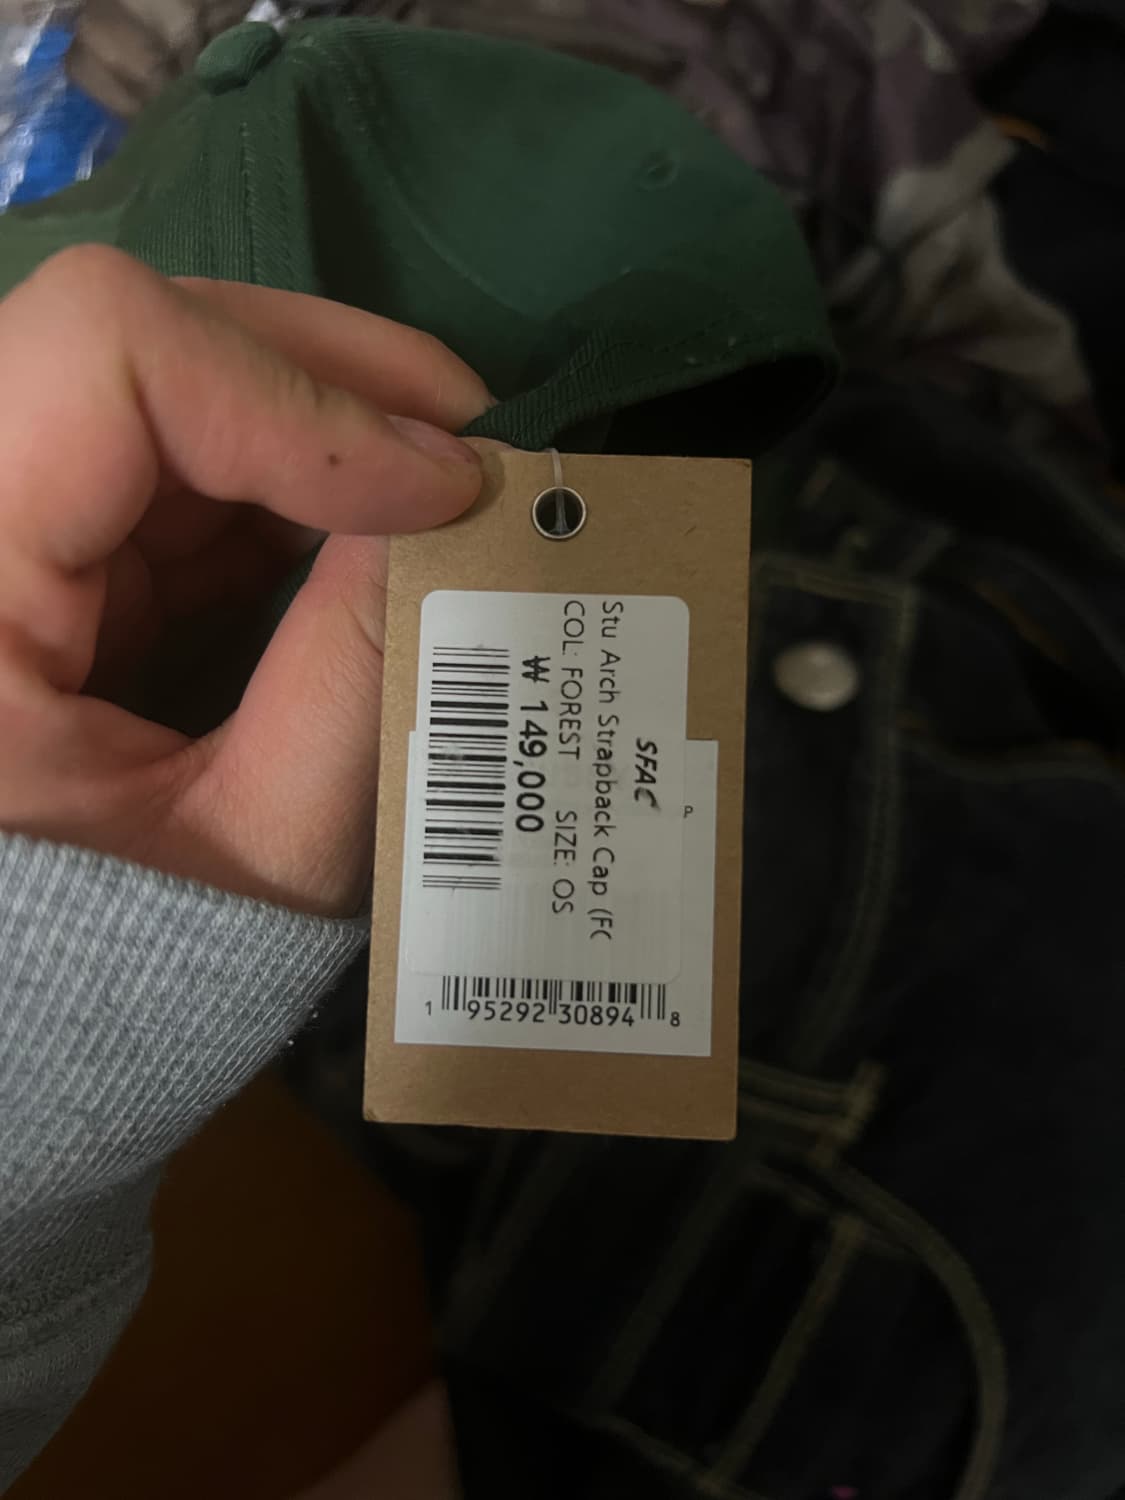 SFAC
Stu Arch Strapback Cap (FC
COL: FOREST SIZE: OS
₩ 149,000
P
1 95292 30894 8